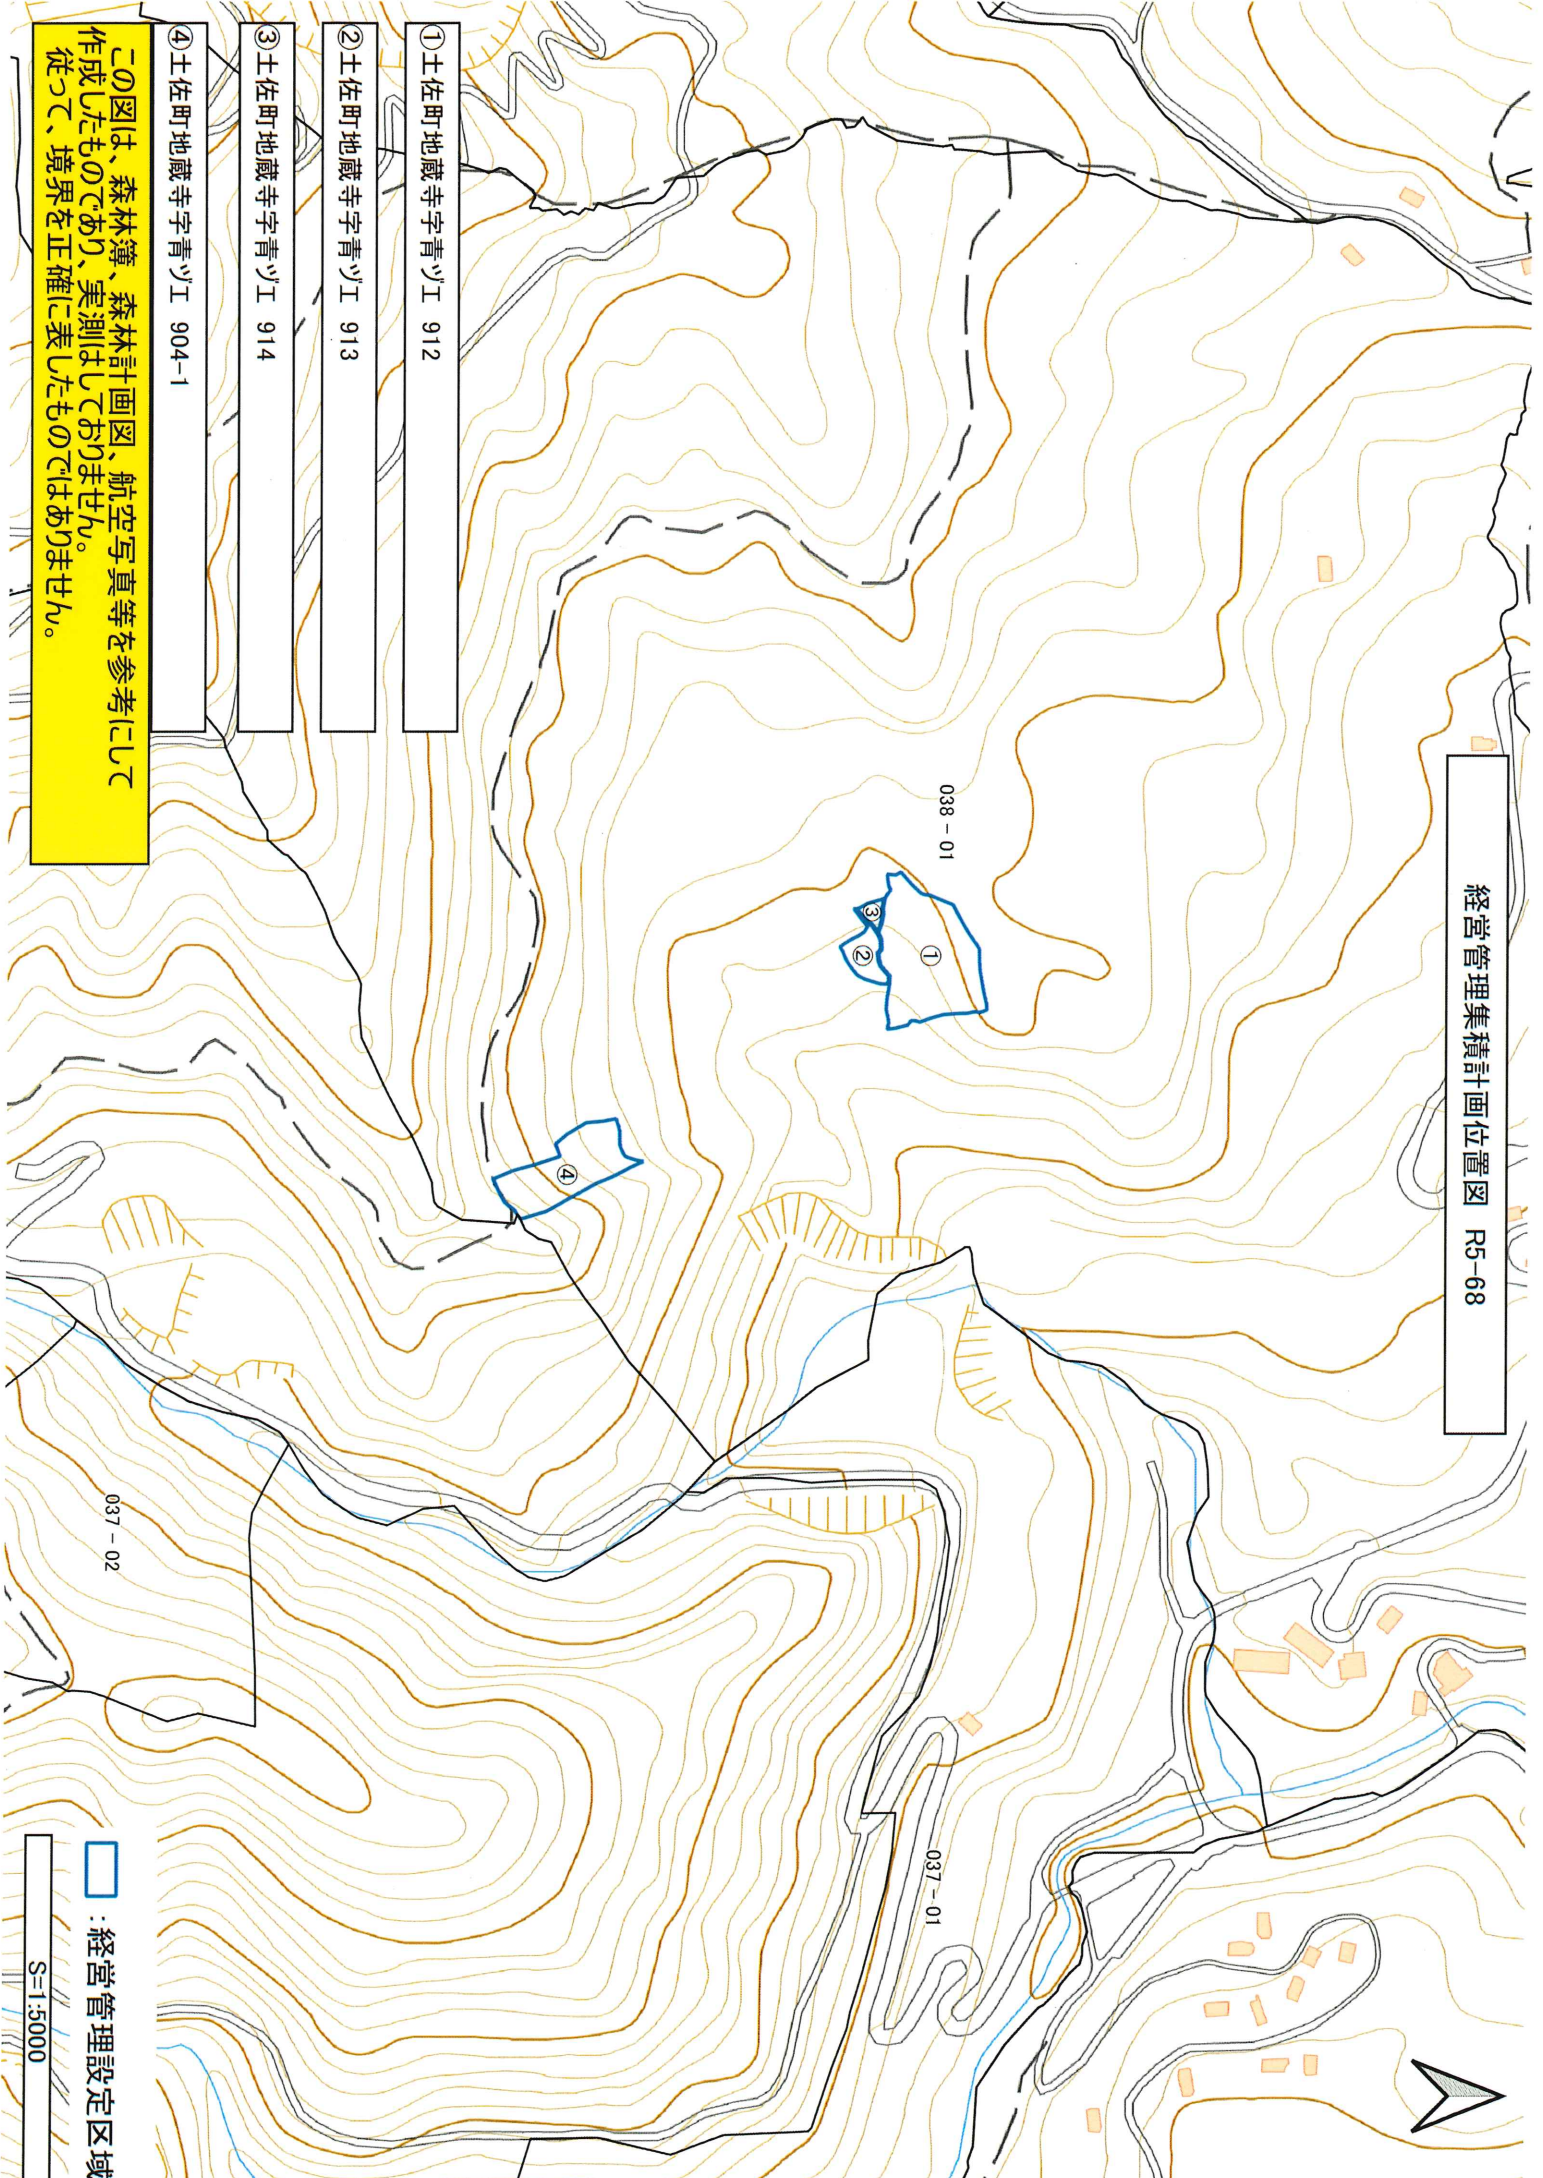 経営管理集積計画位置図 R5-68
038-01
①
②
③
④
037-01
037-02
①土佐町地蔵寺字青ヅエ 912
②土佐町地蔵寺字青ヅエ 913
③土佐町地蔵寺字青ヅエ 914
④土佐町地蔵寺字青ヅエ 904-1
この図は、森林簿、森林計画図、航空写真等を参考にして
作成したものであり、実測はしておりません。
従って、境界を正確に表したものではありません。
：経営管理設定区域
S=1:5000